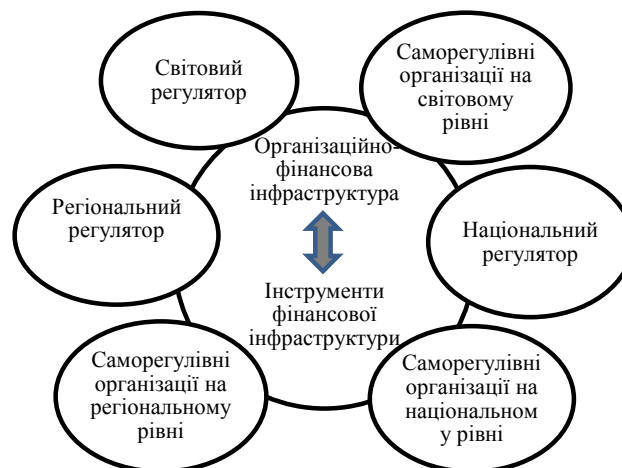 Світовий
регулятор
Саморегулівні
організації на
світовому
рівні
Організаційно-
фінансова
інфраструктура
Регіональний
регулятор
Національний
регулятор
Інструменти
фінансової
інфраструктури
Саморегулівні
організації на
регіональному
рівні
Саморегулівні
організації на
національном
у рівні